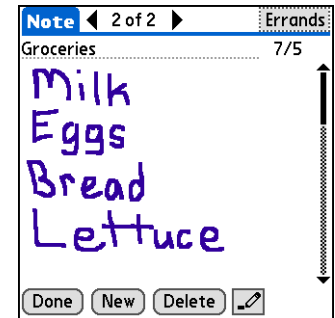 Note 2 of 2 Errands
Groceries 7/5
Milk
Eggs
Bread
Lettuce
Done New Delete